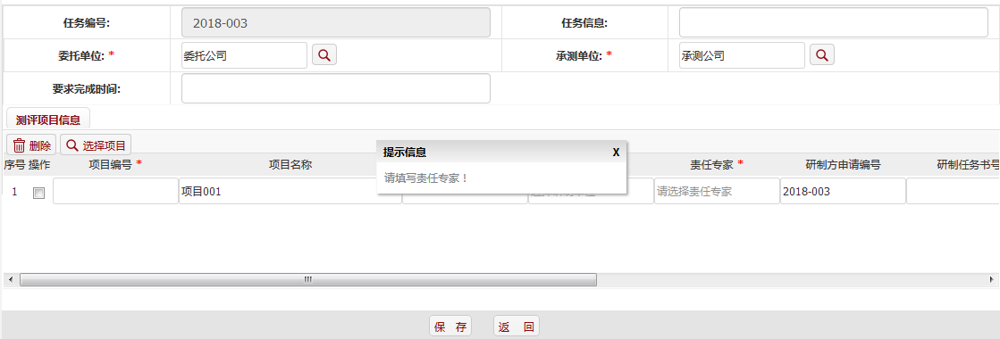 任务编号: 2018-003 任务信息:
委托单位: * 委托公司 承测单位: * 承测公司
要求完成时间:
测评项目信息
删除 选择项目
提示信息 X
请填写责任专家！
序号 操作 项目编号 * 项目名称 责任专家 * 研制方申请编号 研制任务书号
1 项目001 请选择责任专家 2018-003
保 存 返 回